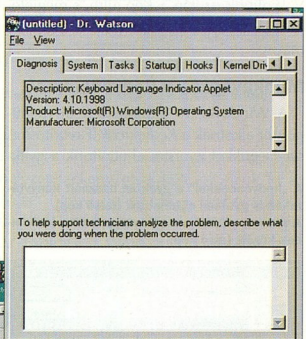 (untitled) - Dr. Watson
File View
Diagnosis System Tasks Startup Hooks Kernel Driv
Description: Keyboard Language Indicator Applet
Version: 4.10.1998
Product: Microsoft(R) Windows(R) Operating System
Manufacturer: Microsoft Corporation
To help support technicians analyze the problem, describe what
you were doing when the problem occurred.